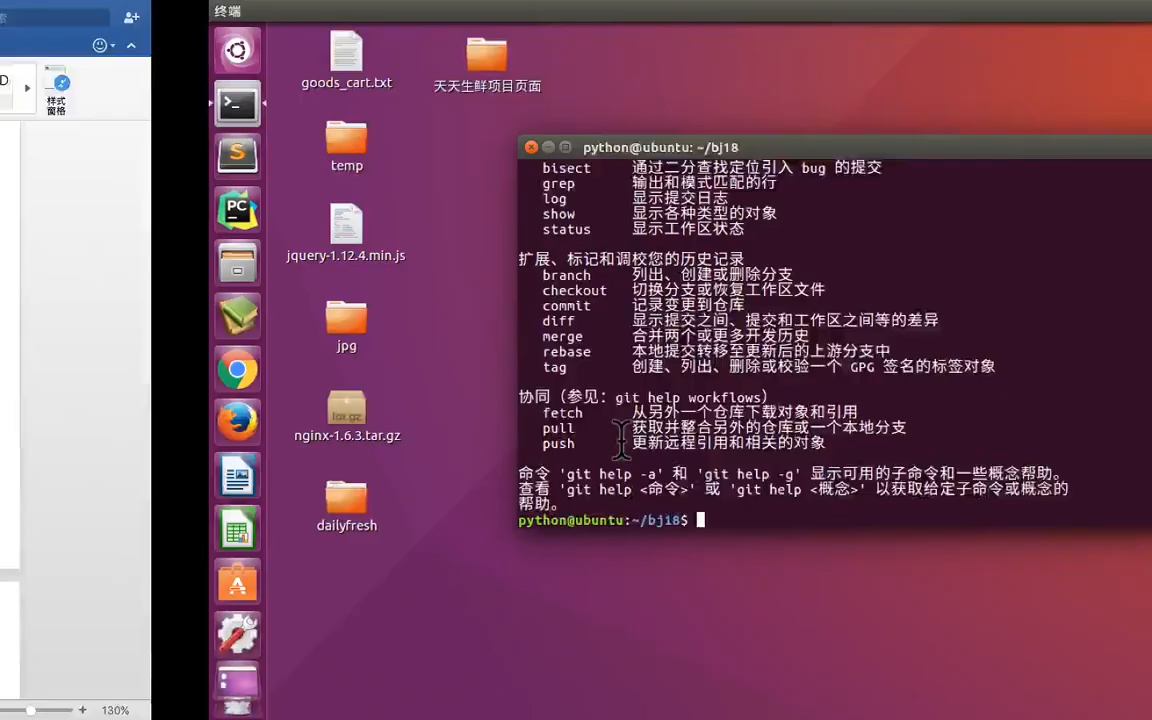 终端
样式
窗格
130%
goods_cart.txt
天天生鲜项目页面
temp
jquery-1.12.4.min.js
jpg
tar.gz
nginx-1.6.3.tar.gz
dailyfresh
python@ubuntu: ~/bj18
bisect 通过二分查找定位引入 bug 的提交
grep 输出和模式匹配的行
log 显示提交日志
show 显示各种类型的对象
status 显示工作区状态
扩展、标记和调校您的历史记录
branch 列出、创建或删除分支
checkout 切换分支或恢复工作区文件
commit 记录变更到仓库
diff 显示提交之间、提交和工作区之间等的差异
merge 合并两个或更多开发历史
rebase 本地提交转移至更新后的上游分支中
tag 创建、列出、删除或校验一个 GPG 签名的标签对象
协同（参见：git help workflows）
fetch 从另外一个仓库下载对象和引用
pull 获取并整合另外的仓库或一个本地分支
push 更新远程引用和相关的对象
命令 'git help -a' 和 'git help -g' 显示可用的子命令和一些概念帮助。
查看 'git help <命令>' 或 'git help <概念>' 以获取给定子命令或概念的
帮助。
python@ubuntu:~/bj18$